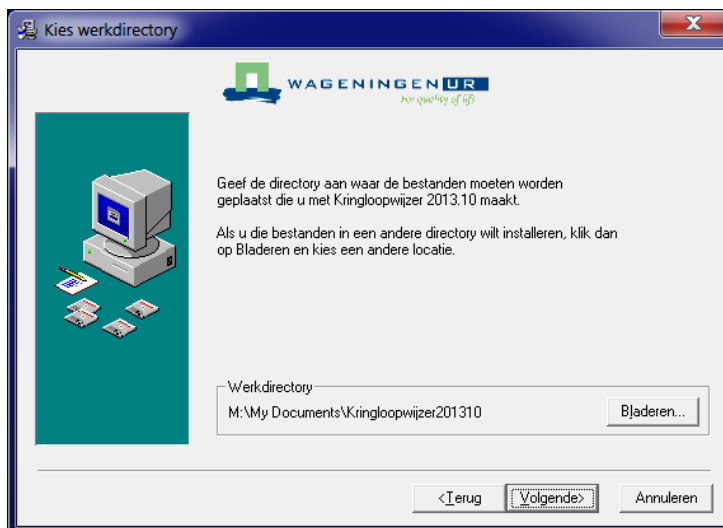 Kies werkdirectory
WAGENINGEN UR
For quality of life
Geef de directory aan waar de bestanden moeten worden
geplaatst die u met Kringloopwijzer 2013.10 maakt.
Als u die bestanden in een andere directory wilt installeren, klik dan
op Bladeren en kies een andere locatie.
Werkdirectory
M:\My Documents\Kringloopwijzer201310
Bladeren...
<Terug
Volgende>
Annuleren